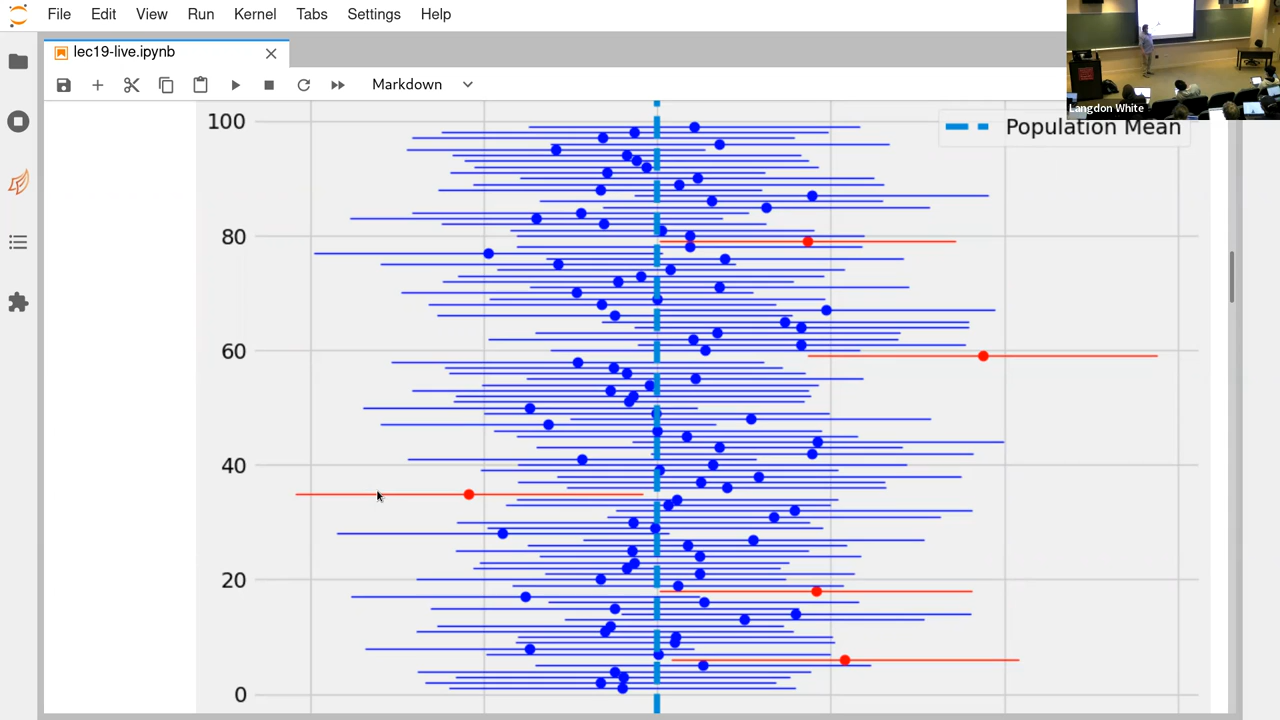 File Edit View Run Kernel Tabs Settings Help
lec19-live.ipynb
Markdown
Langdon White
Population Mean
100
80
60
40
20
0